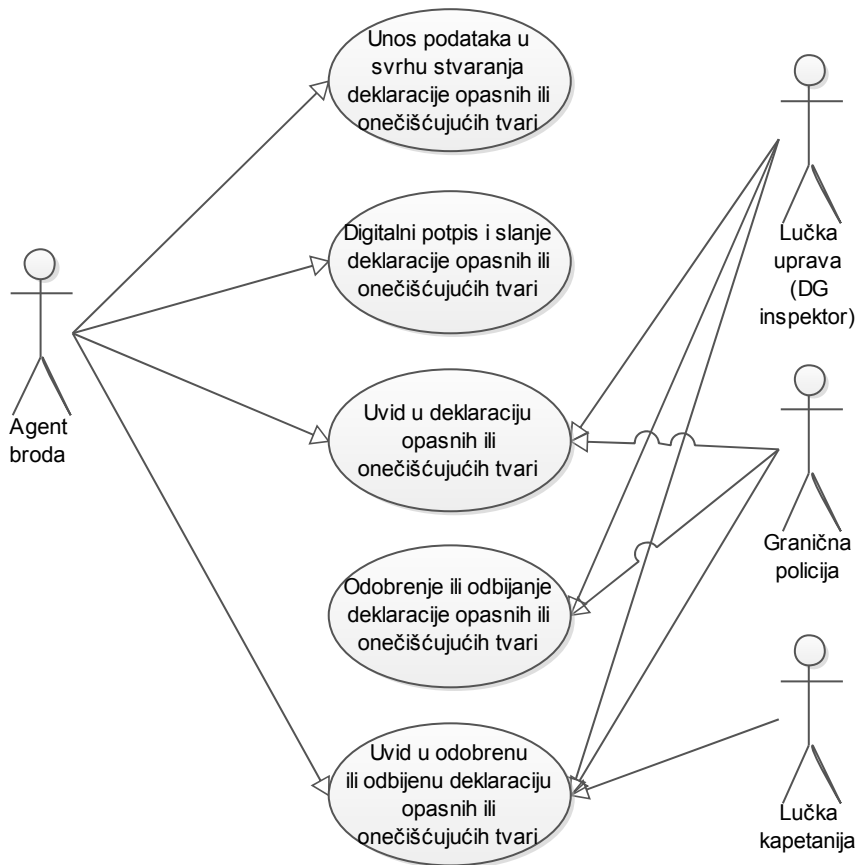 Unos podataka u
svrhu stvaranja
deklaracije opasnih ili
onečišćujućih tvari
Digitalni potpis i slanje
deklaracije opasnih ili
onečišćujućih tvari
Lučka
uprava
(DG
inspektor)
Agent
broda
Uvid u deklaraciju
opasnih ili
onečišćujućih tvari
Granična
policija
Odobrenje ili odbijanje
deklaracije opasnih ili
onečišćujućih tvari
Uvid u odobrenu
ili odbijenu deklaraciju
opasnih ili
onečišćujućih tvari
Lučka
kapetanija